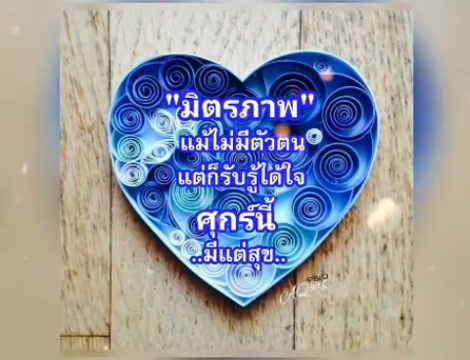 "มิตรภาพ"
แม้ไม่มีตัวตน
แต่ก็รับรู้ได้ใจ
ศุกร์นี้
..มีแต่สุข..